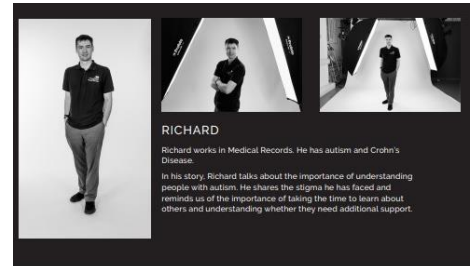 RICHARD
Richard works in Medical Records. He has autism and Crohn's
Disease.
In his story, Richard talks about the importance of understanding
people with autism. He shares the stigma he has faced and
reminds us of the importance of taking the time to learn about
others and understanding whether they need additional support.